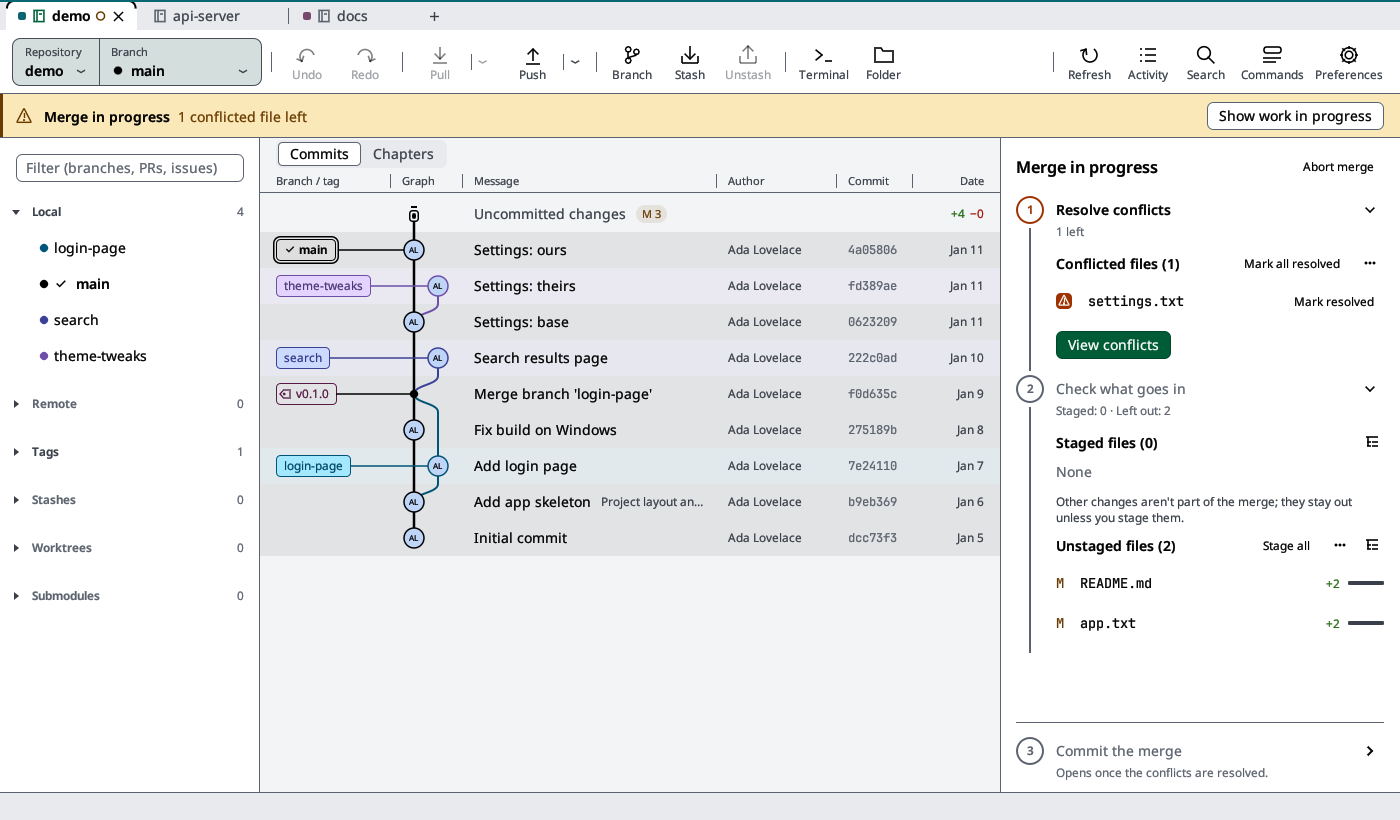 demo
api-server
docs
Repository
demo
Branch
main
Undo
Redo
Pull
Push
Branch
Stash
Unstash
Terminal
Folder
Refresh
Activity
Search
Commands
Preferences
Merge in progress 1 conflicted file left
Show work in progress
Filter (branches, PRs, issues)
Local 4
login-page
main
search
theme-tweaks
Remote 0
Tags 1
Stashes 0
Worktrees 0
Submodules 0
Commits Chapters
Branch / tag Graph Message Author Commit Date
Uncommitted changes M 3 +4 −0
main AL Settings: ours Ada Lovelace 4a05806 Jan 11
theme-tweaks AL Settings: theirs Ada Lovelace fd389ae Jan 11
AL Settings: base Ada Lovelace 0623209 Jan 11
search AL Search results page Ada Lovelace 222c0ad Jan 10
v0.1.0 Merge branch 'login-page' Ada Lovelace f0d635c Jan 9
AL Fix build on Windows Ada Lovelace 275189b Jan 8
login-page AL Add login page Ada Lovelace 7e24110 Jan 7
AL Add app skeleton Project layout an... Ada Lovelace b9eb369 Jan 6
AL Initial commit Ada Lovelace dcc73f3 Jan 5
Merge in progress Abort merge
1 Resolve conflicts
1 left
Conflicted files (1) Mark all resolved
settings.txt Mark resolved
View conflicts
2 Check what goes in
Staged: 0 · Left out: 2
Staged files (0)
None
Other changes aren't part of the merge; they stay out
unless you stage them.
Unstaged files (2) Stage all
M README.md +2
M app.txt +2
3 Commit the merge
Opens once the conflicts are resolved.